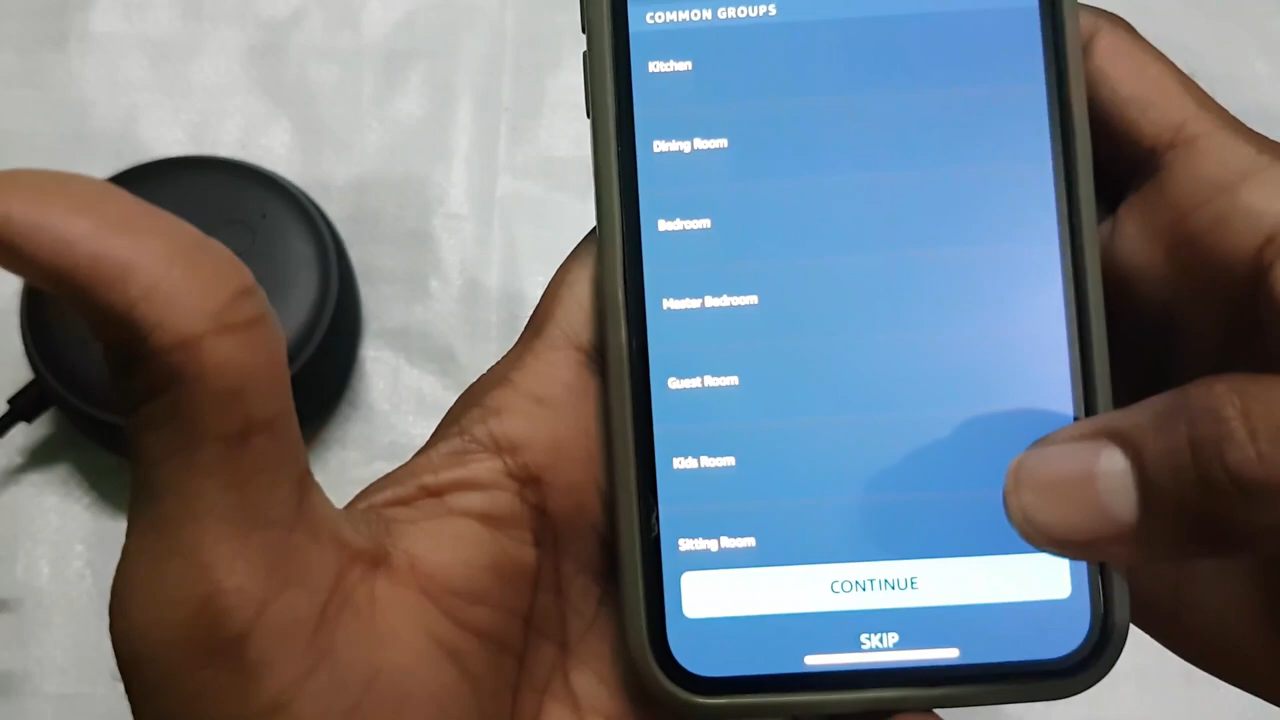 COMMON GROUPS
Kitchen
Dining Room
Bedroom
Master Bedroom
Guest Room
Kids Room
Sitting Room
CONTINUE
SKIP